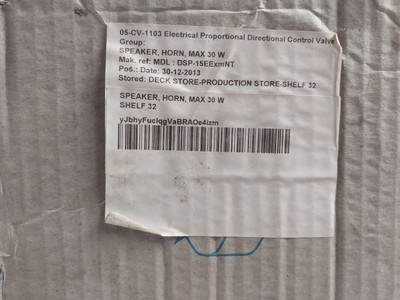 05-CV-1103 Electrical Proportional Directional Control Valve
Group:
SPEAKER, HORN, MAX 30 W
Mak. ref: MDL : DSP-15EExmNT
Pos.: Date: 30-12-2013
Stored: DECK STORE-PRODUCTION STORE-SHELF 32
SPEAKER, HORN, MAX 30 W
SHELF 32
yJbhyFuclqgVaBRAOe4izm